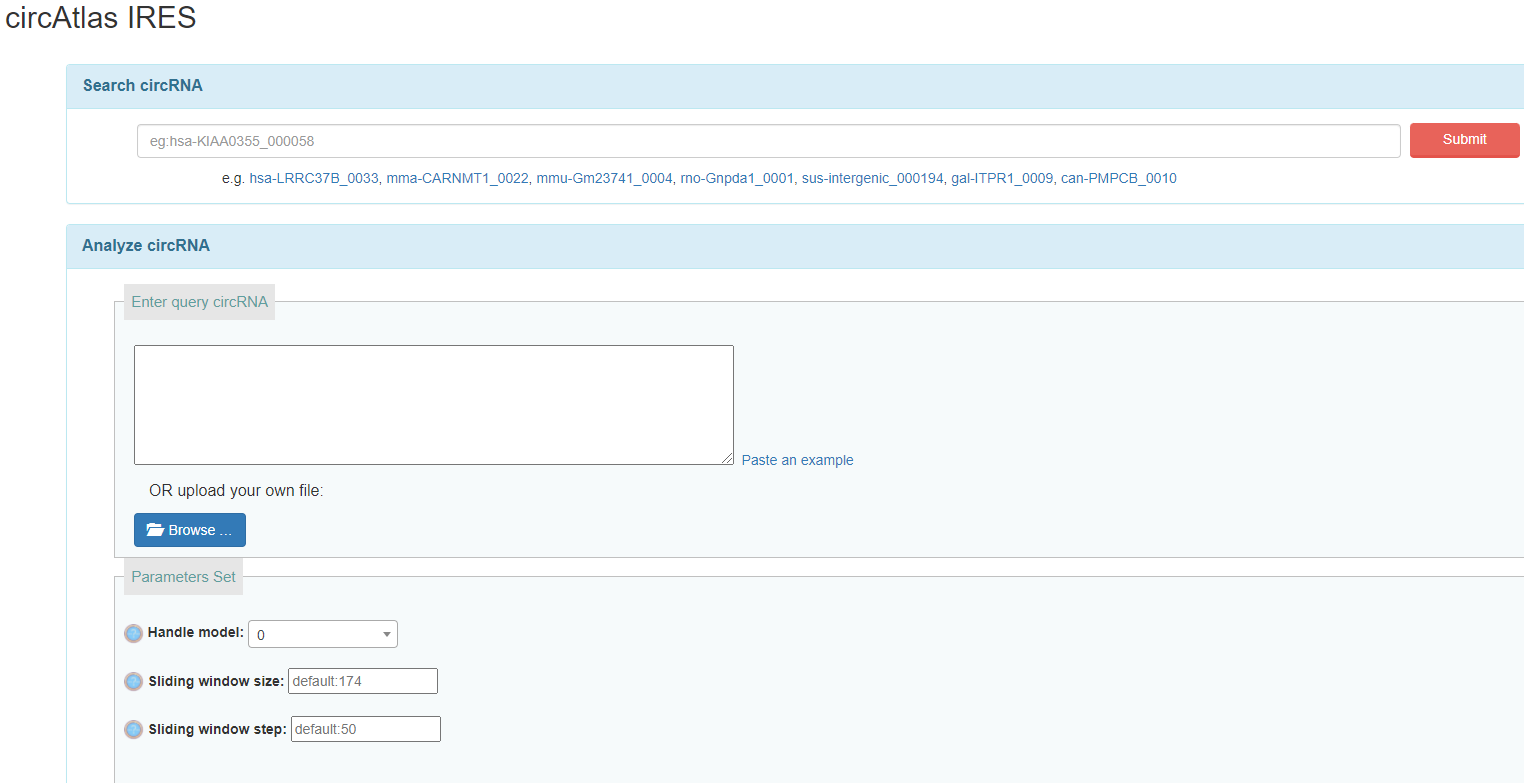 circAtlas IRES
Search circRNA
eg:hsa-KIAA0355_000058
Submit
e.g. hsa-LRRC37B_0033, mma-CARNMT1_0022, mmu-Gm23741_0004, rno-Gnpda1_0001, sus-intergenic_000194, gal-ITPR1_0009, can-PMPCB_0010
Analyze circRNA
Enter query circRNA
Paste an example
OR upload your own file:
Browse ...
Parameters Set
Handle model: 0
Sliding window size: default:174
Sliding window step: default:50